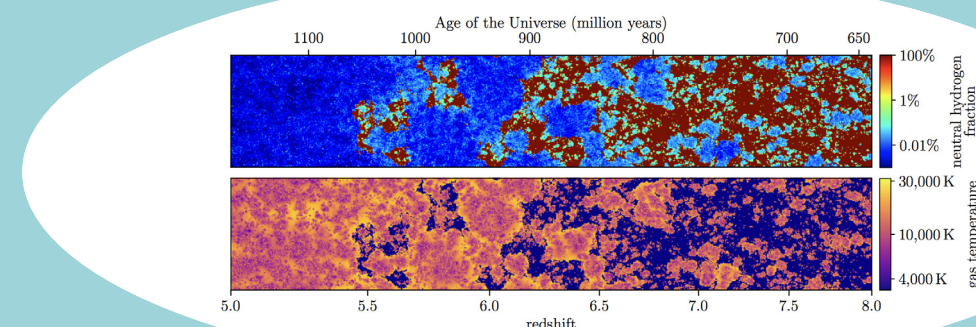 Age of the Universe (million years)
1100 1000 900 800 700 650
100%
1%
0.01%
neutral hydrogen
fraction
30,000 K
10,000 K
4,000 K
gas temperature
5.0 5.5 6.0 6.5 7.0 7.5 8.0
redshift